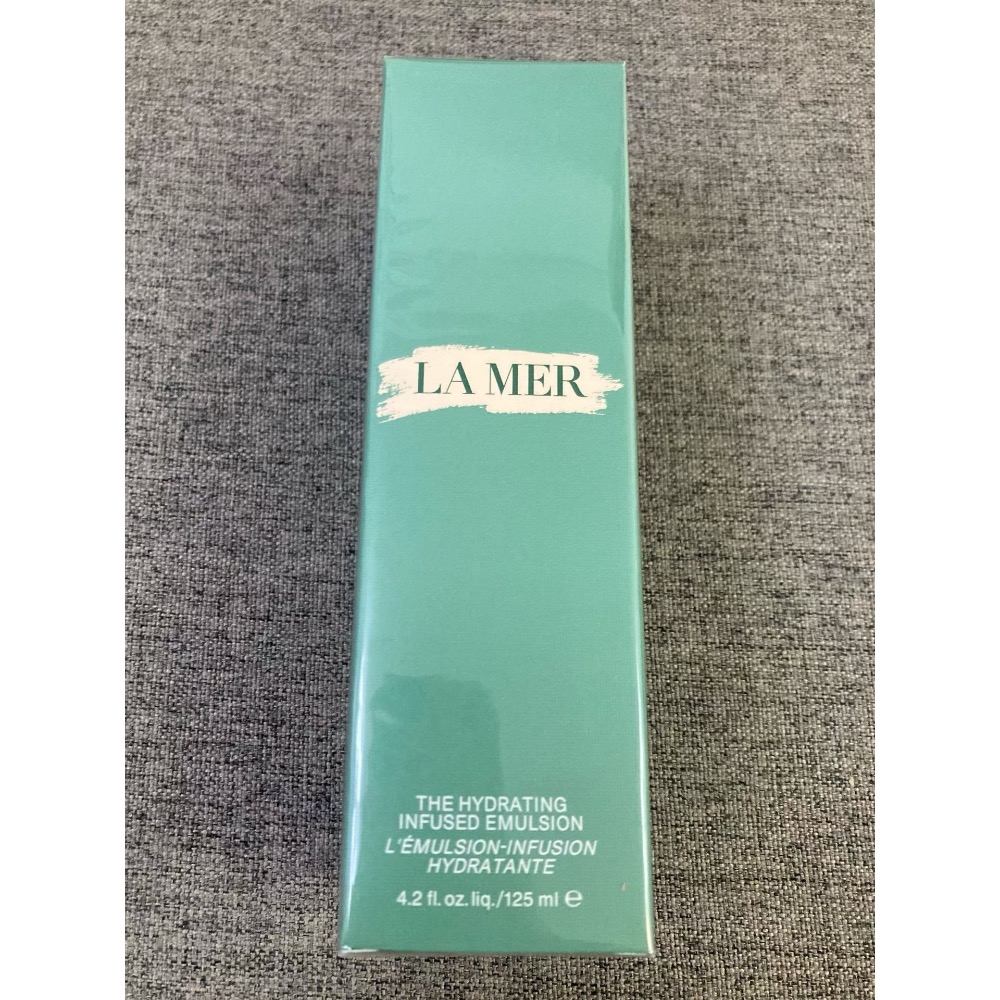 LA MER
THE HYDRATING
INFUSED EMULSION
L'ÉMULSION-INFUSION
HYDRATANTE
4.2 fl. oz. liq./125 ml ℮